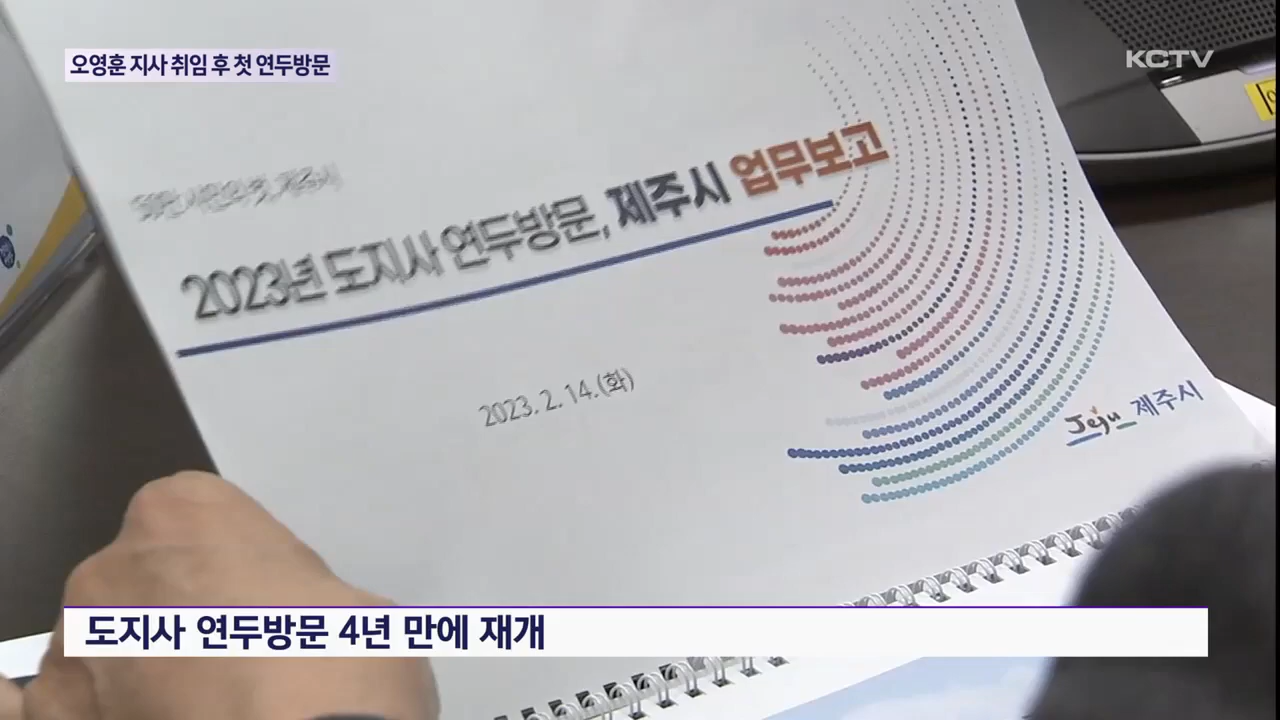 오영훈 지사 취임 후 첫 연두방문
KCTV
2023년 도지사 연두방문, 제주시 업무보고
2023. 2. 14.(화)
Jeju 제주시
도지사 연두방문 4년 만에 재개